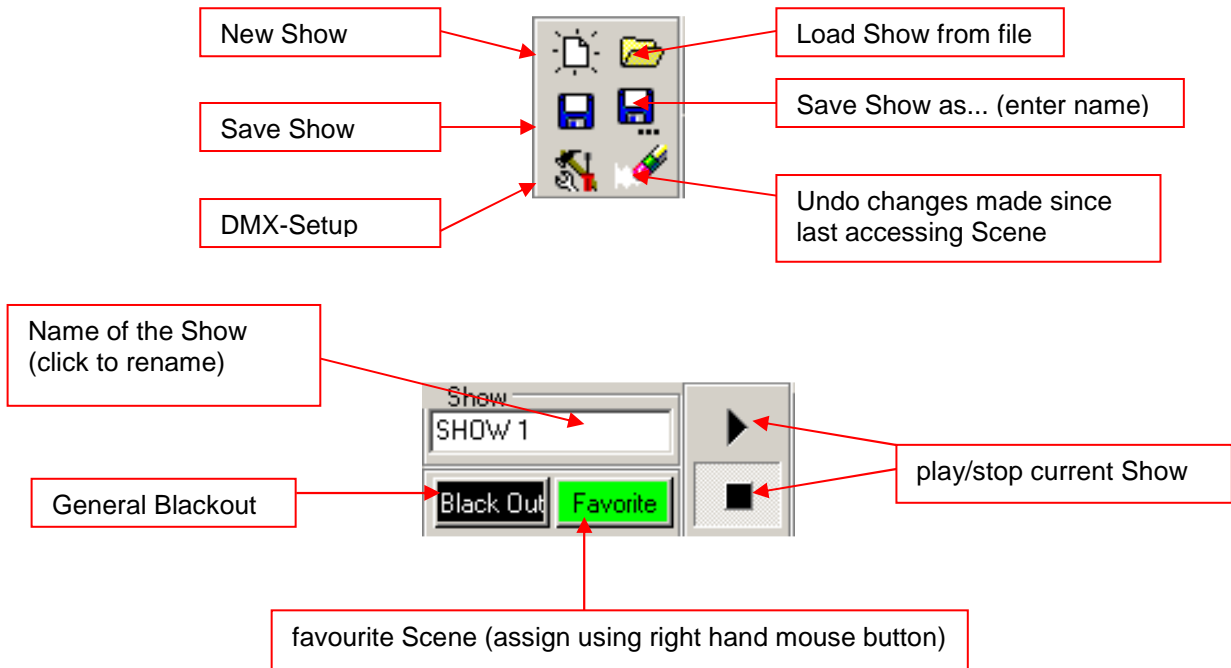 New Show
Load Show from file
Save Show
Save Show as... (enter name)
DMX-Setup
Undo changes made since
last accessing Scene
Name of the Show
(click to rename)
Show
SHOW 1
play/stop current Show
General Blackout
Black Out
Favorite
favourite Scene (assign using right hand mouse button)